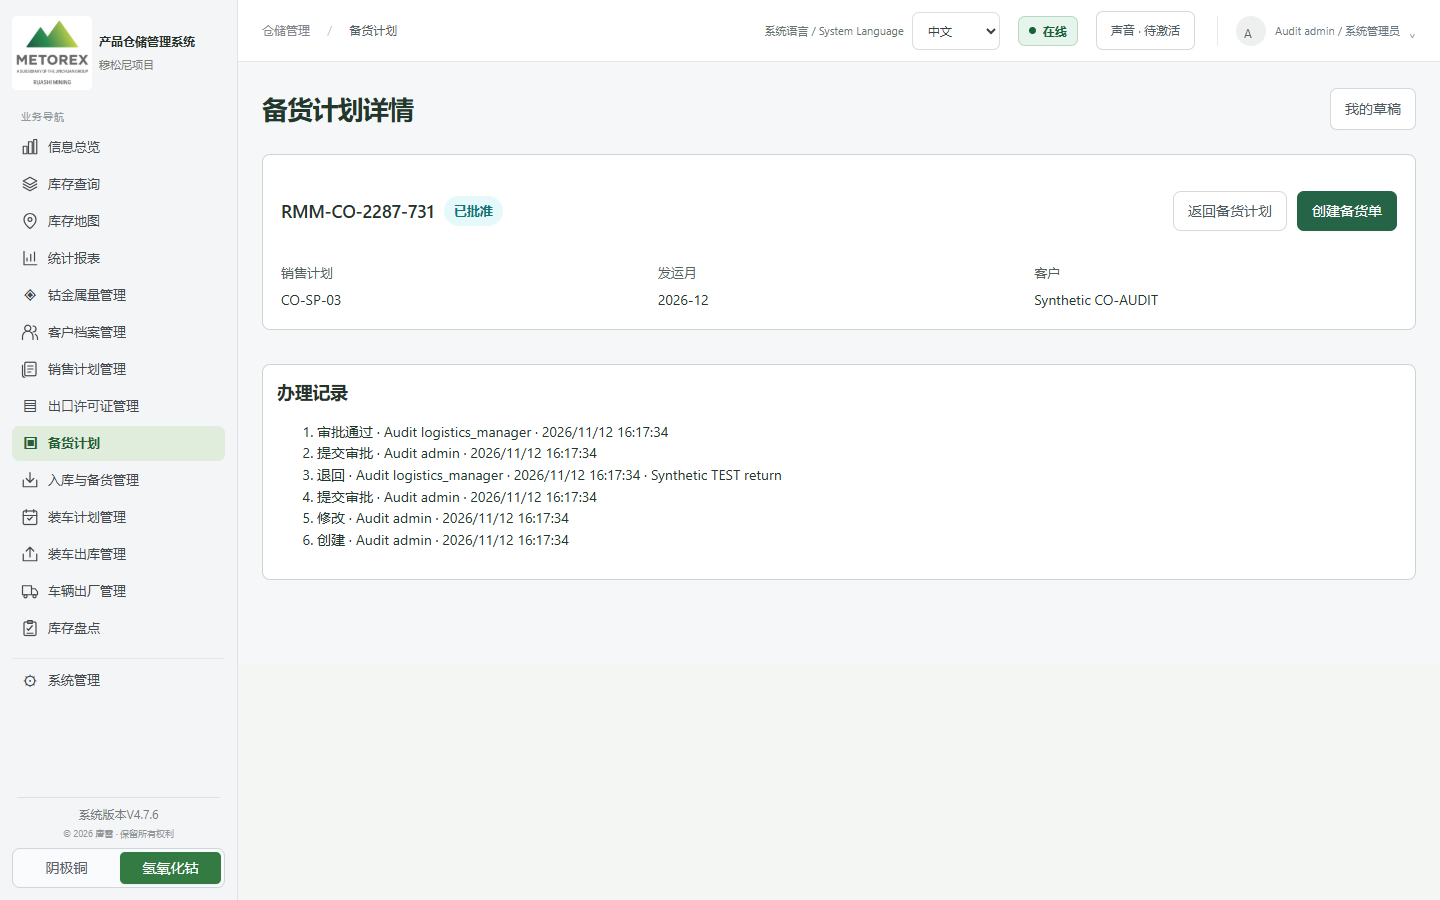 METOREX
RUASHI MINING
产品仓储管理系统
穆松尼项目
业务导航
信息总览
库存查询
库存地图
统计报表
钴金属量管理
客户档案管理
销售计划管理
出口许可证管理
备货计划
入库与备货管理
装车计划管理
装车出库管理
车辆出厂管理
库存盘点
系统管理
系统版本V4.7.6
© 2026 · 保留所有权利
阴极铜 氢氧化钴
仓储管理 / 备货计划
系统语言 / System Language 中文 在线 声音 · 待激活 A Audit admin / 系统管理员
备货计划详情
我的草稿
RMM-CO-2287-731 已批准
返回备货计划 创建备货单
销售计划 发运月 客户
CO-SP-03 2026-12 Synthetic CO-AUDIT
办理记录
1. 审批通过 · Audit logistics_manager · 2026/11/12 16:17:34
2. 提交审批 · Audit admin · 2026/11/12 16:17:34
3. 退回 · Audit logistics_manager · 2026/11/12 16:17:34 · Synthetic TEST return
4. 提交审批 · Audit admin · 2026/11/12 16:17:34
5. 修改 · Audit admin · 2026/11/12 16:17:34
6. 创建 · Audit admin · 2026/11/12 16:17:34